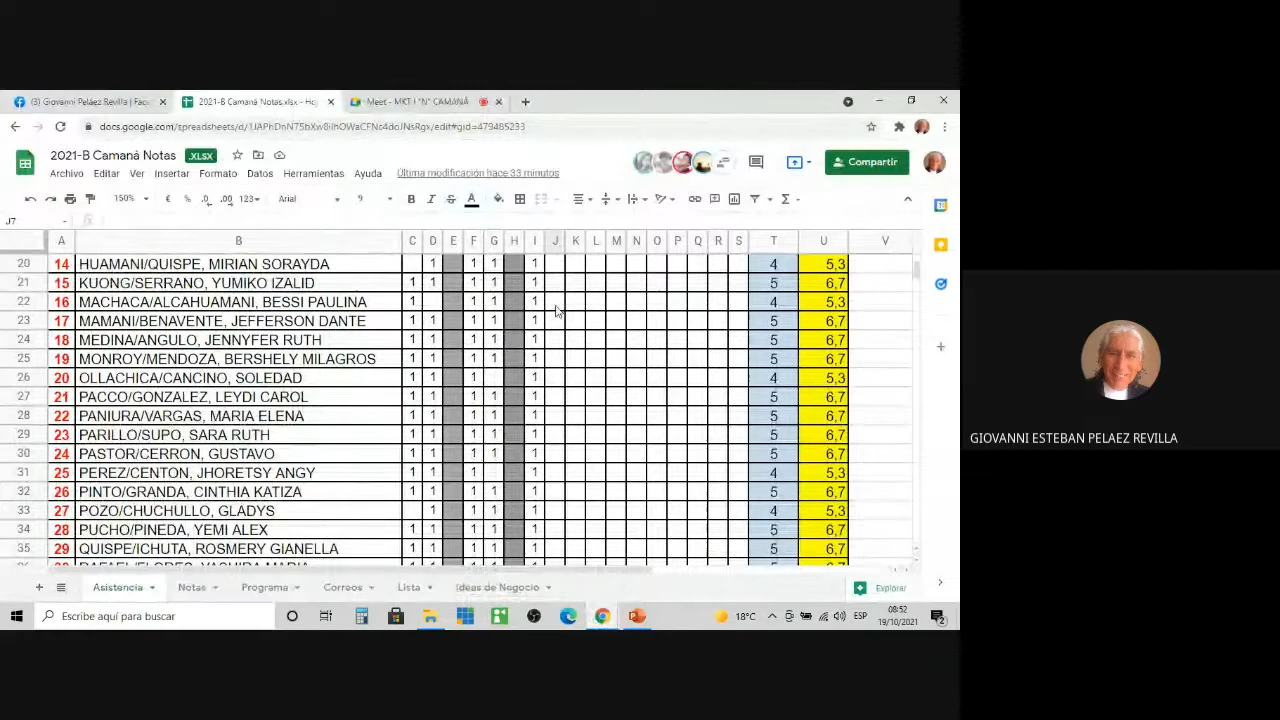 (3) Giovanni Peláez Revilla | Face
2021-B Camaná Notas.xlsx - Ho
Meet - MKT I "N" CAMANÁ
2021-B Camaná Notas .XLSX
Compartir
Archivo Editar Ver Insertar Formato Datos Herramientas Ayuda Última modificación hace 33 minutos
150% € % .0 .00 123 Arial 9
J7
A B C D E F G H I J K L M N O P Q R S T U V
20 14 HUAMANI/QUISPE, MIRIAN SORAYDA 1 1 1 1 4 5,3
21 15 KUONG/SERRANO, YUMIKO IZALID 1 1 1 1 1 5 6,7
22 16 MACHACA/ALCAHUAMANI, BESSI PAULINA 1 1 1 1 4 5,3
23 17 MAMANI/BENAVENTE, JEFFERSON DANTE 1 1 1 1 1 5 6,7
24 18 MEDINA/ANGULO, JENNYFER RUTH 1 1 1 1 1 5 6,7
25 19 MONROY/MENDOZA, BERSHELY MILAGROS 1 1 1 1 1 5 6,7
26 20 OLLACHICA/CANCINO, SOLEDAD 1 1 1 1 4 5,3
27 21 PACCO/GONZALEZ, LEYDI CAROL 1 1 1 1 1 5 6,7
28 22 PANIURA/VARGAS, MARIA ELENA 1 1 1 1 1 5 6,7
29 23 PARILLO/SUPO, SARA RUTH 1 1 1 1 1 5 6,7
30 24 PASTOR/CERRON, GUSTAVO 1 1 1 1 1 5 6,7
31 25 PEREZ/CENTON, JHORETSY ANGY 1 1 1 1 4 5,3
32 26 PINTO/GRANDA, CINTHIA KATIZA 1 1 1 1 1 5 6,7
33 27 POZO/CHUCHULLO, GLADYS 1 1 1 1 4 5,3
34 28 PUCHO/PINEDA, YEMI ALEX 1 1 1 1 1 5 6,7
35 29 QUISPE/ICHUTA, ROSMERY GIANELLA 1 1 1 1 1 5 6,7
Asistencia Notas Programa Correos Lista Ideas de Negocio Explorar
Escribe aquí para buscar
18°C ESP 08:52
19/10/2021 2
GIOVANNI ESTEBAN PELAEZ REVILLA